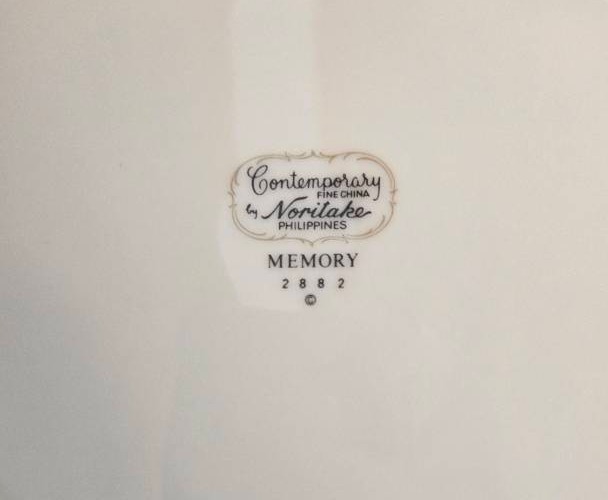 Contemporary
FINE CHINA
by Noritake
PHILIPPINES
MEMORY
2882
©